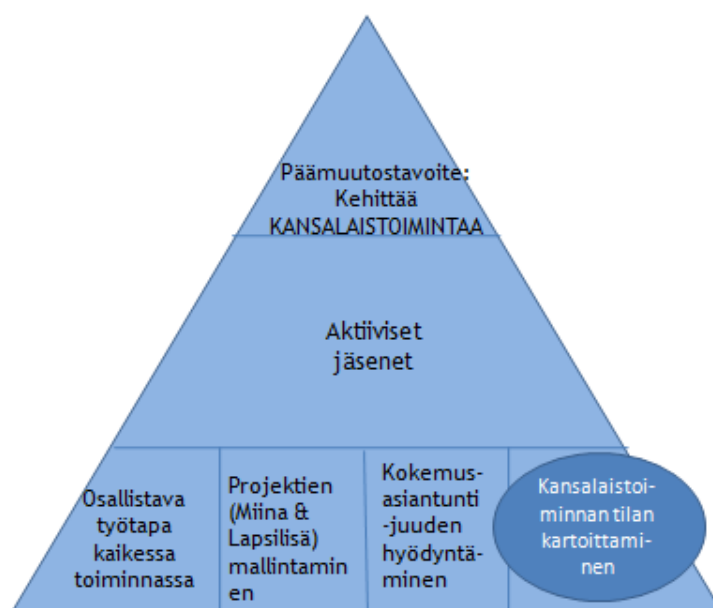 Päämuutostavoite:
Kehittää
KANSALAISTOIMINTAA
Aktiiviset
jäsenet
Osallistava
työtapa
kaikessa
toiminnassa
Projektien
(Miina &
Lapsilisä)
mallintamin
en
Kokemus-
asiantunti
-juuden
hyödyntä-
minen
Kansalaistoi-
minnan tilan
kartoittami-
nen